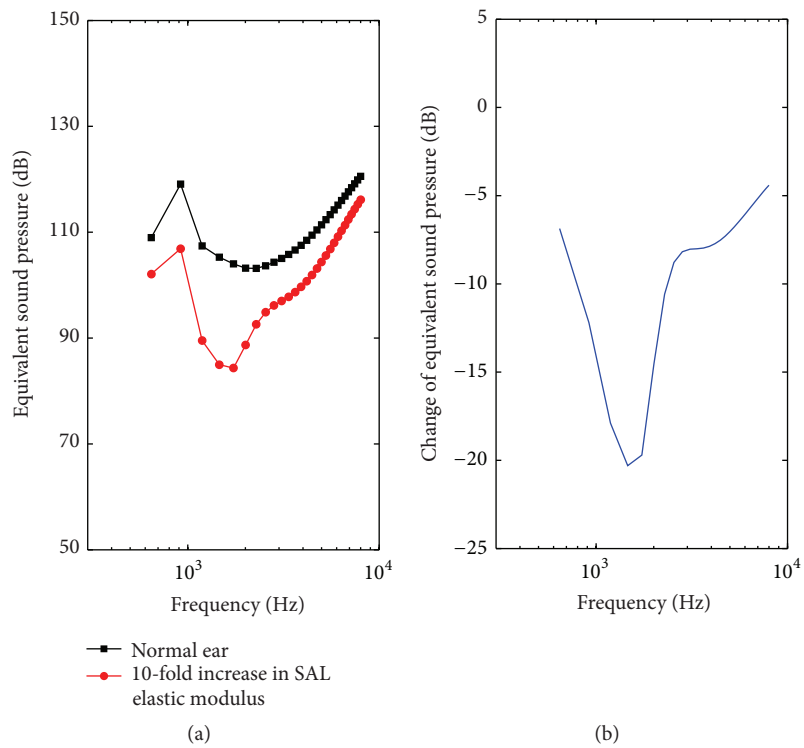 150
130
110
90
70
50
Equivalent sound pressure (dB)
10³
10⁴
Frequency (Hz)
Normal ear
10-fold increase in SAL
elastic modulus
(a)
5
0
−5
−10
−15
−20
−25
Change of equivalent sound pressure (dB)
10³
10⁴
Frequency (Hz)
(b)